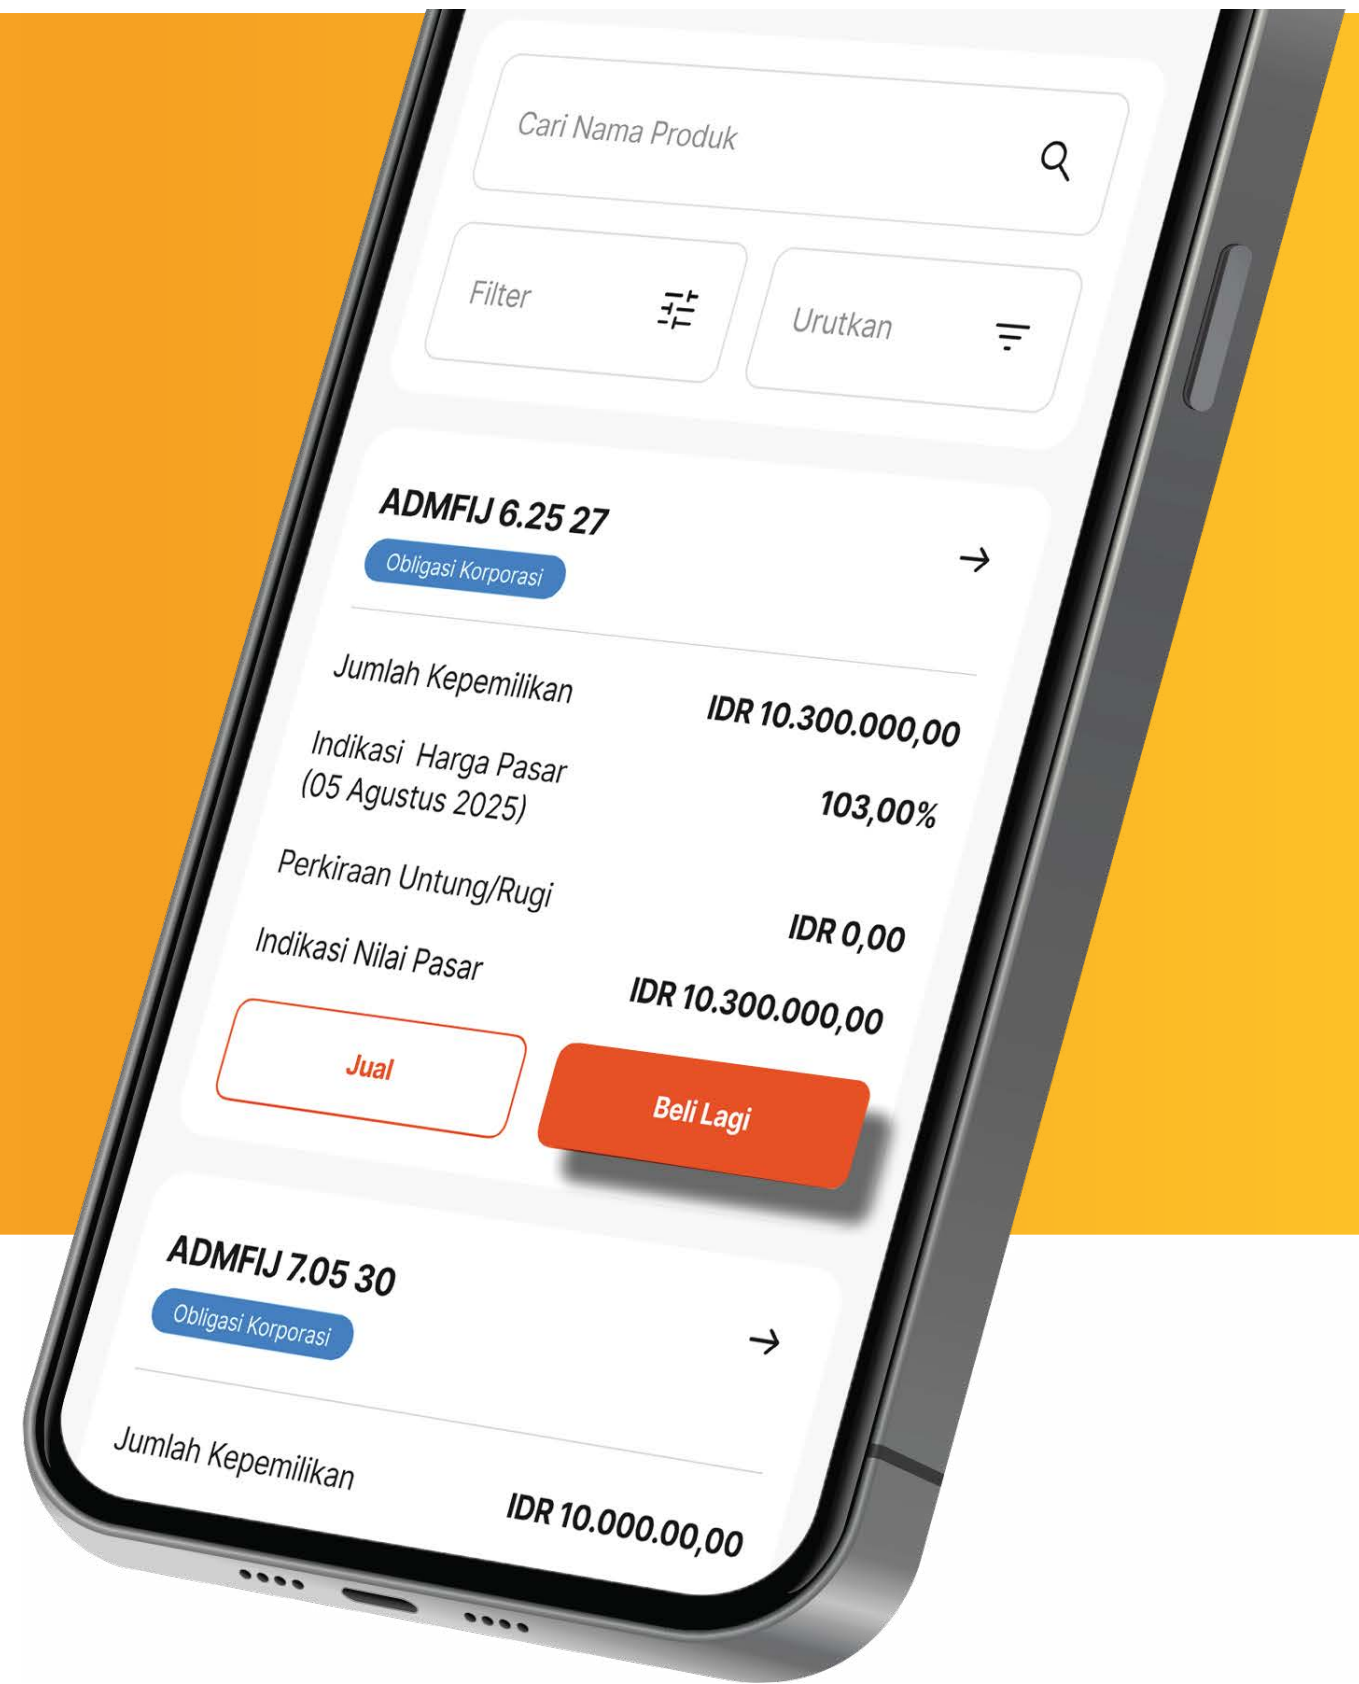 Cari Nama Produk
Filter
Urutkan
ADMFIJ 6.25 27
Obligasi Korporasi
Jumlah Kepemilikan
IDR 10.300.000,00
Indikasi Harga Pasar
(05 Agustus 2025)
103,00%
Perkiraan Untung/Rugi
IDR 0,00
Indikasi Nilai Pasar
IDR 10.300.000,00
Jual
Beli Lagi
ADMFIJ 7.05 30
Obligasi Korporasi
Jumlah Kepemilikan
IDR 10.000.00,00